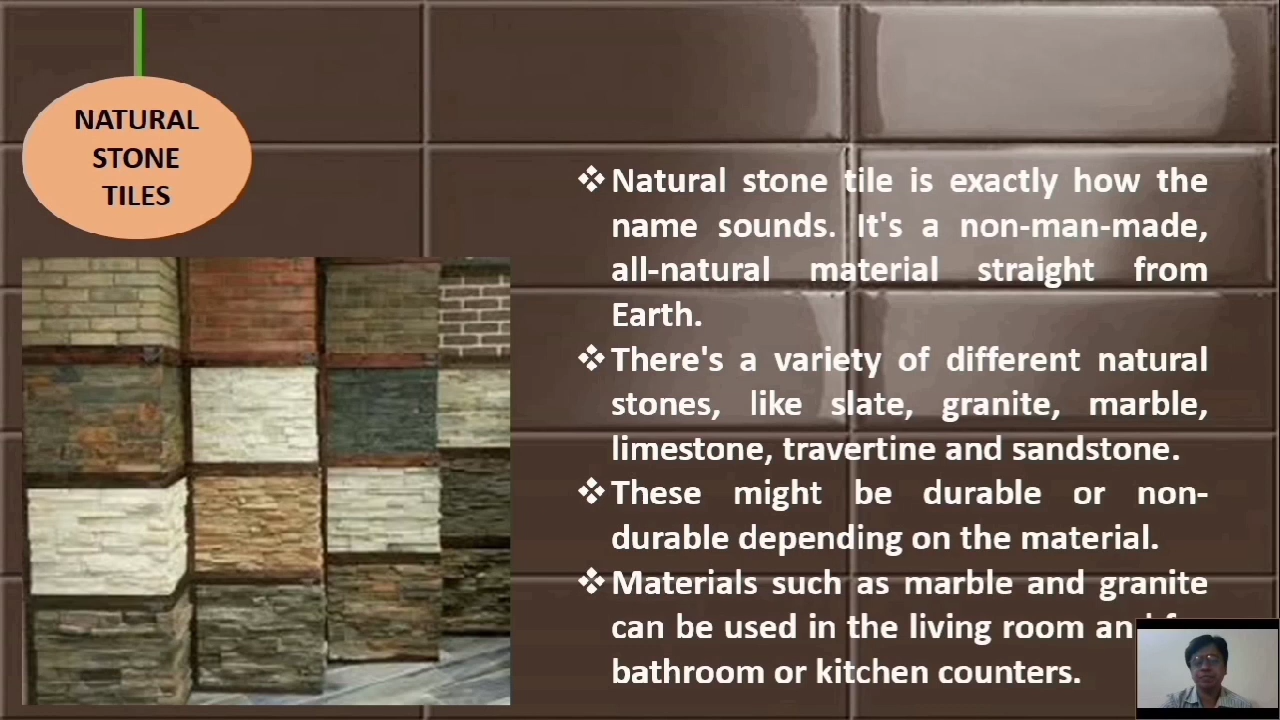 NATURAL
STONE
TILES
❖Natural stone tile is exactly how the
name sounds. It's a non-man-made,
all-natural material straight from
Earth.
❖There's a variety of different natural
stones, like slate, granite, marble,
limestone, travertine and sandstone.
❖These might be durable or non-
durable depending on the material.
❖Materials such as marble and granite
can be used in the living room
bathroom or kitchen counters.